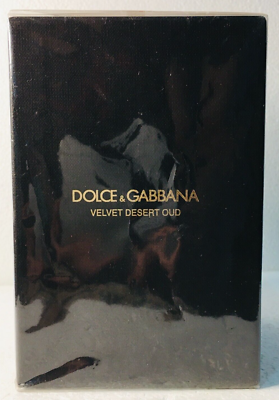 DOLCE & GABBANA
VELVET DESERT OUD